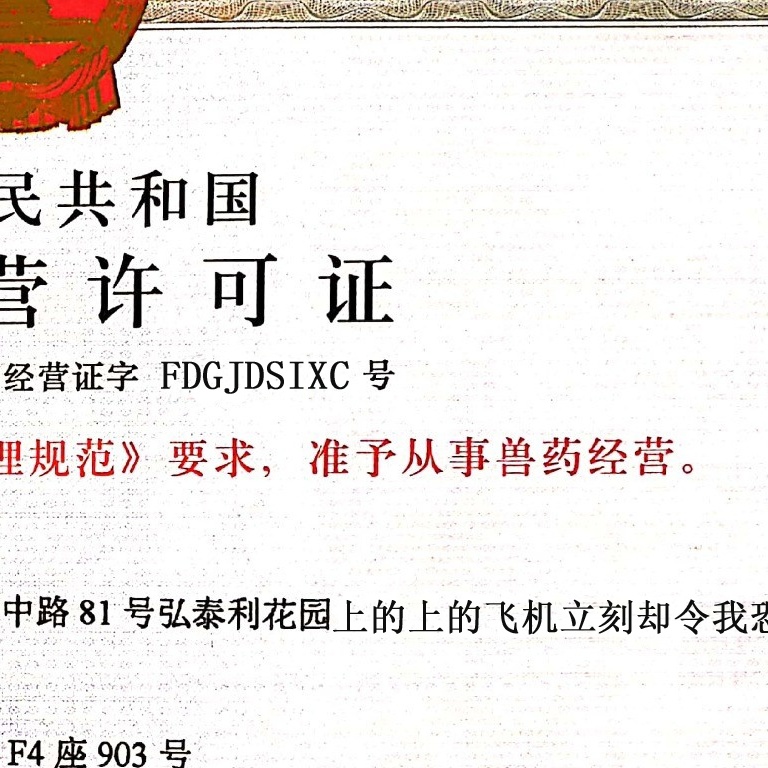 民共和国
营许可证
经营证字 FDGJDSIXC 号
理规范》要求，准予从事兽药经营。
中路 81 号弘泰利花园上的上的飞机立刻却令我恐
F4 座 903 号